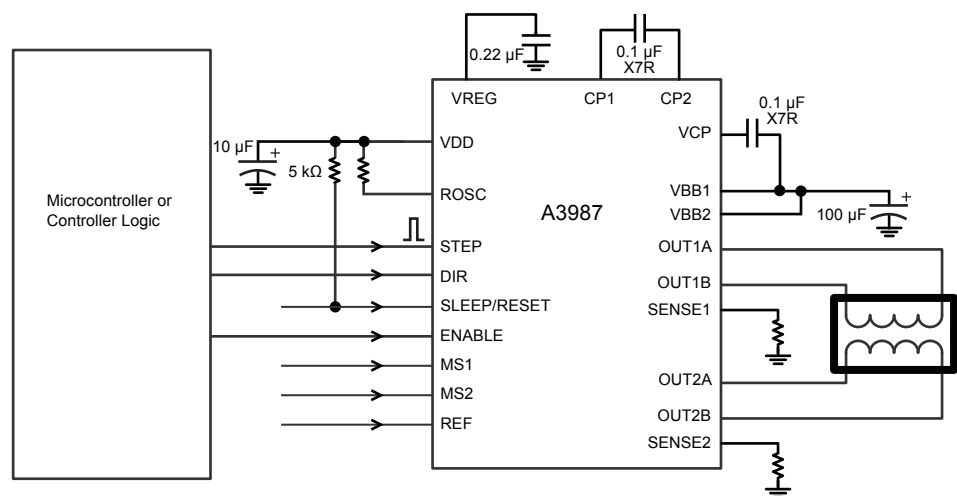 0.22 µF
0.1 µF
X7R
VREG
CP1
CP2
0.1 µF
X7R
VCP
10 µF
+
VDD
5 kΩ
Microcontroller or
Controller Logic
ROSC
A3987
VBB1
+
VBB2
100 µF
STEP
OUT1A
DIR
OUT1B
SLEEP/RESET
SENSE1
ENABLE
MS1
OUT2A
MS2
OUT2B
REF
SENSE2